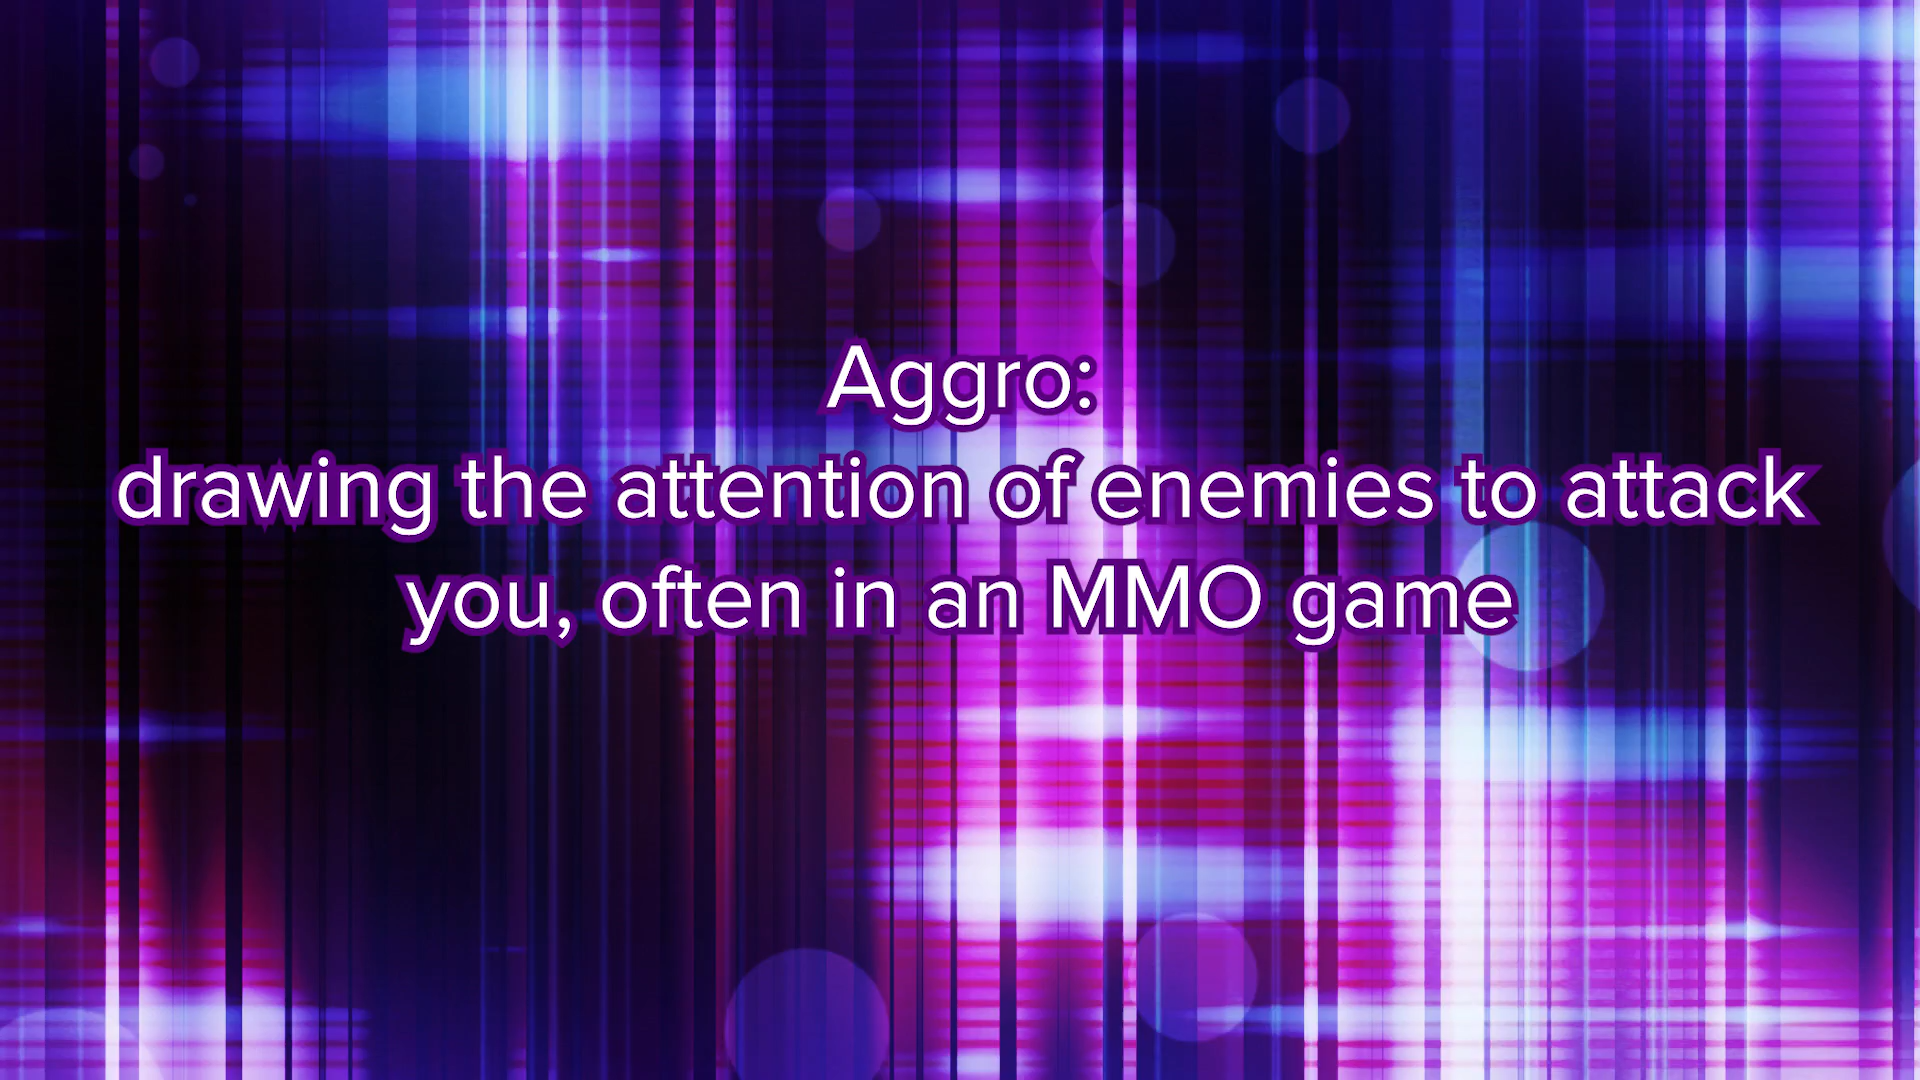 Aggro:
drawing the attention of enemies to attack
you, often in an MMO game